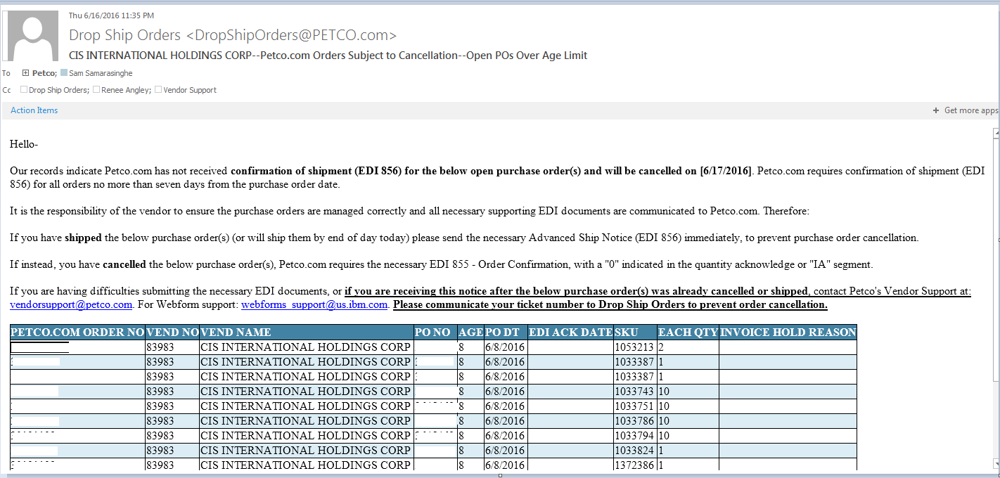 Thu 6/16/2016 11:35 PM
Drop Ship Orders <DropShipOrders@PETCO.com>
CIS INTERNATIONAL HOLDINGS CORP--Petco.com Orders Subject to Cancellation--Open POs Over Age Limit
To Petco; Sam Samarasinghe
Cc Drop Ship Orders; Renee Angley; Vendor Support
Action Items + Get more apps
Hello-
Our records indicate Petco.com has not received confirmation of shipment (EDI 856) for the below open purchase order(s) and will be cancelled on [6/17/2016]. Petco.com requires confirmation of shipment (EDI
856) for all orders no more than seven days from the purchase order date.
It is the responsibility of the vendor to ensure the purchase orders are managed correctly and all necessary supporting EDI documents are communicated to Petco.com. Therefore:
If you have shipped the below purchase order(s) (or will ship them by end of day today) please send the necessary Advanced Ship Notice (EDI 856) immediately, to prevent purchase order cancellation.
If instead, you have cancelled the below purchase order(s), Petco.com requires the necessary EDI 855 - Order Confirmation, with a "0" indicated in the quantity acknowledge or "IA" segment.
If you are having difficulties submitting the necessary EDI documents, or if you are receiving this notice after the below purchase order(s) was already cancelled or shipped, contact Petco's Vendor Support at:
vendorsupport@petco.com. For Webform support: webforms_support@us.ibm.com. Please communicate your ticket number to Drop Ship Orders to prevent order cancellation.
PETCO.COM ORDER NO VEND NO VEND NAME PO NO AGE PO DT EDI ACK DATE SKU EACH QTY INVOICE HOLD REASON
83983 CIS INTERNATIONAL HOLDINGS CORP 8 6/8/2016 1053213 2
83983 CIS INTERNATIONAL HOLDINGS CORP 8 6/8/2016 1033387 1
83983 CIS INTERNATIONAL HOLDINGS CORP 8 6/8/2016 1033387 1
83983 CIS INTERNATIONAL HOLDINGS CORP 8 6/8/2016 1033743 10
83983 CIS INTERNATIONAL HOLDINGS CORP 8 6/8/2016 1033751 10
83983 CIS INTERNATIONAL HOLDINGS CORP 8 6/8/2016 1033786 10
83983 CIS INTERNATIONAL HOLDINGS CORP 8 6/8/2016 1033794 10
83983 CIS INTERNATIONAL HOLDINGS CORP 8 6/8/2016 1033824 1
83983 CIS INTERNATIONAL HOLDINGS CORP 8 6/8/2016 1372386 1